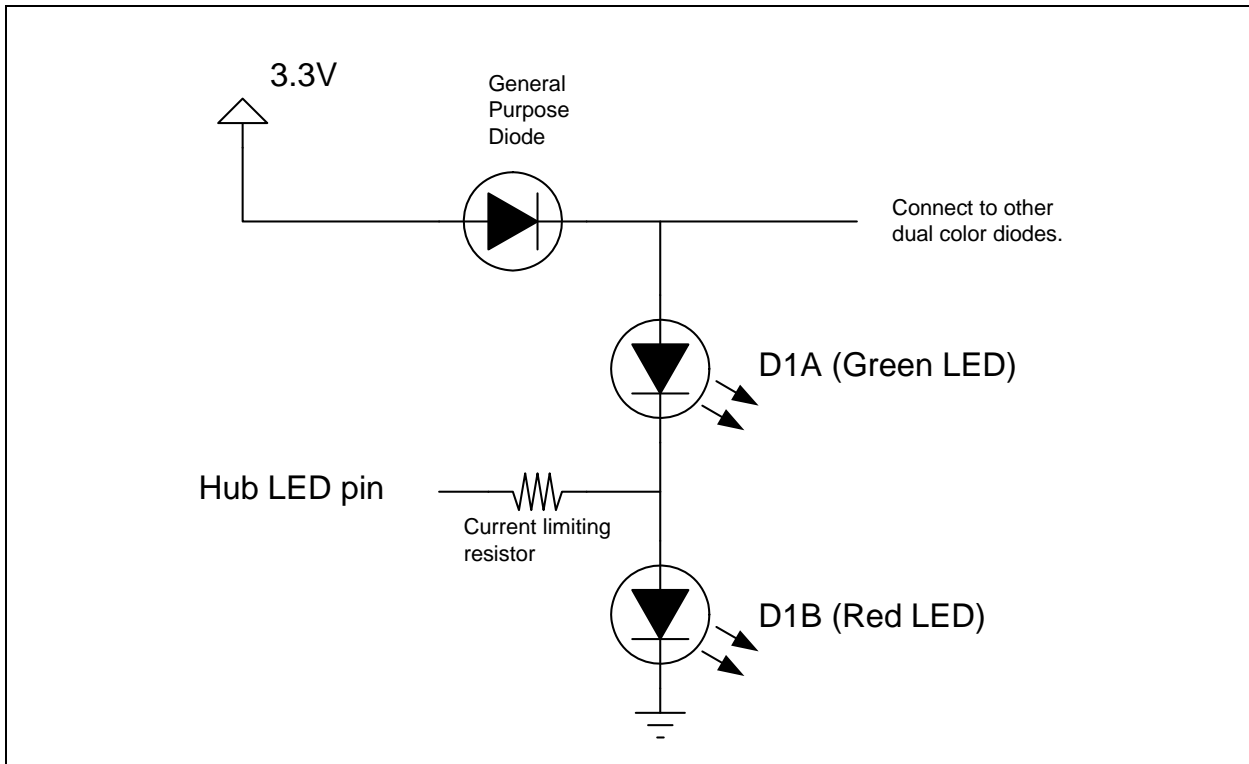 3.3V
General
Purpose
Diode
Connect to other
dual color diodes.
D1A (Green LED)
Hub LED pin
Current limiting
resistor
D1B (Red LED)